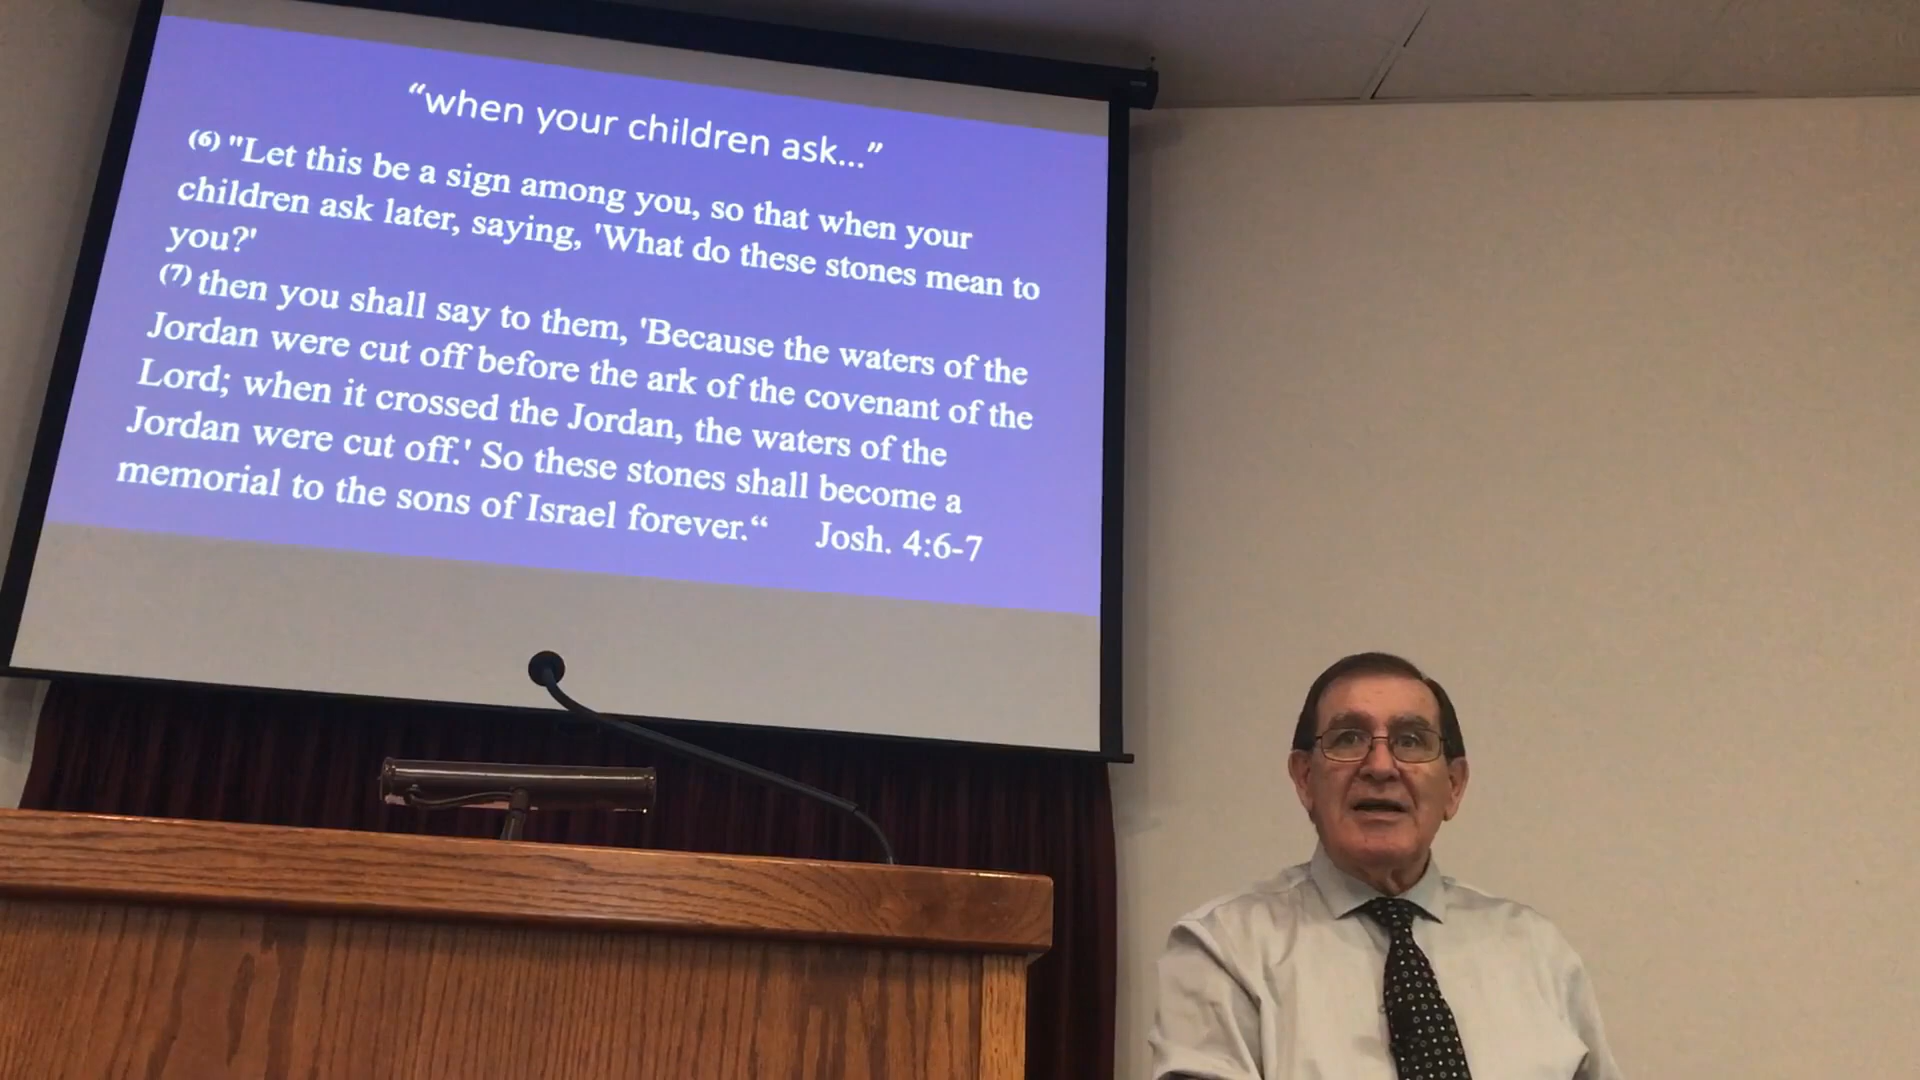 “when your children ask...”
(6) "Let this be a sign among you, so that when your
children ask later, saying, 'What do these stones mean to
you?'
(7) then you shall say to them, 'Because the waters of the
Jordan were cut off before the ark of the covenant of the
Lord; when it crossed the Jordan, the waters of the
Jordan were cut off.' So these stones shall become a
memorial to the sons of Israel forever.“ Josh. 4:6-7